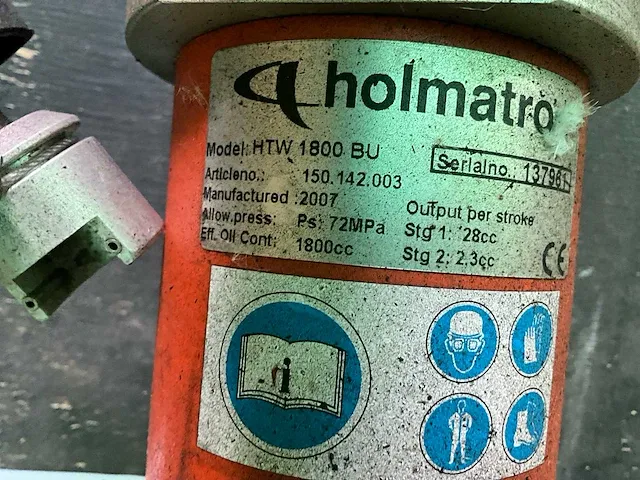 holmatro
Model: HTW 1800 BU
Serialno.: 137981
Articleno.: 150.142.003
Manufactured : 2007
Allow.press: Ps: 72MPa
Eff. Oil Cont: 1800cc
Output per stroke
Stg 1: 28cc
Stg 2: 2.3cc
CE
i